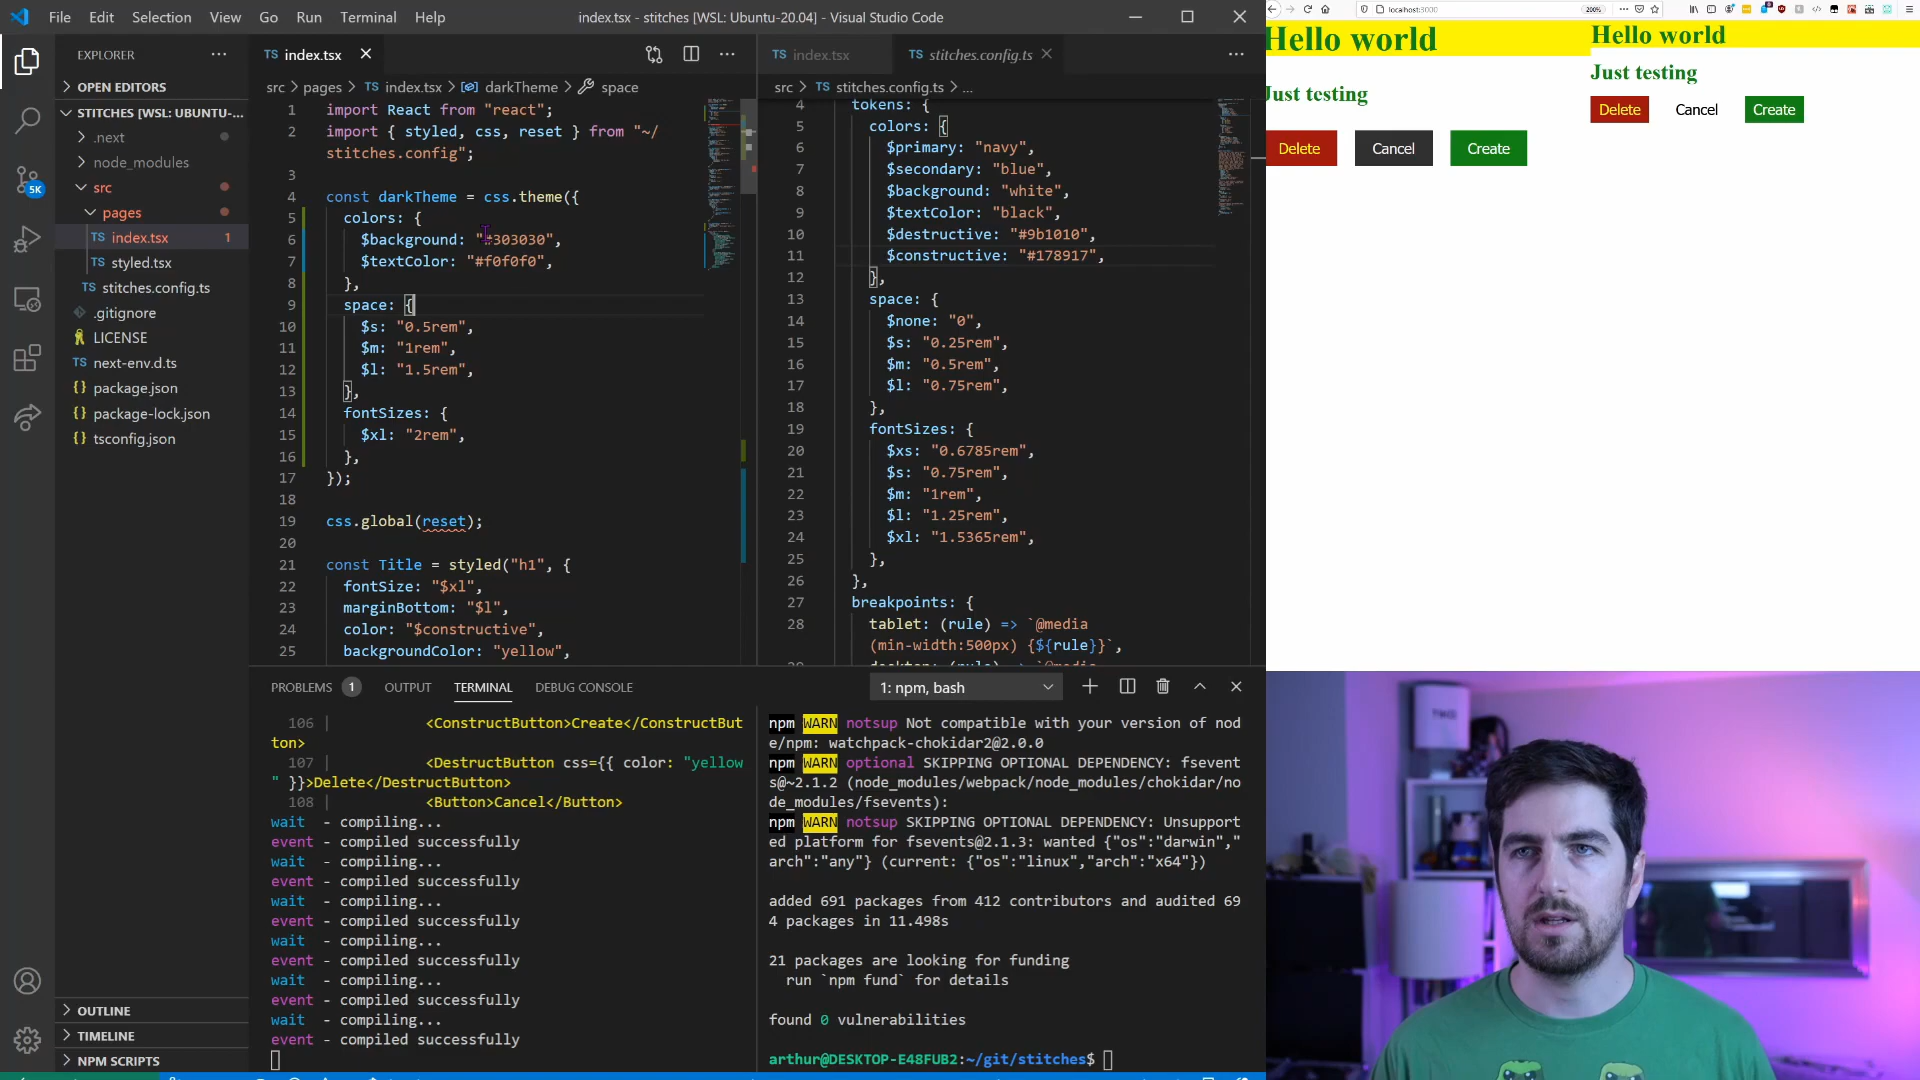 File Edit Selection View Go Run Terminal Help
index.tsx - stitches [WSL: Ubuntu-20.04] - Visual Studio Code
EXPLORER
OPEN EDITORS
STITCHES [WSL: UBUNTU-...
.next
node_modules
src
pages
TS index.tsx 1
TS styled.tsx
TS stitches.config.ts
.gitignore
LICENSE
TS next-env.d.ts
package.json
package-lock.json
tsconfig.json
OUTLINE
TIMELINE
NPM SCRIPTS
5K
TS index.tsx
src > pages > TS index.tsx > darkTheme > space
1 import React from "react";
2 import { styled, css, reset } from "~/
stitches.config";
3
4 const darkTheme = css.theme({
5 colors: {
6 $background: "#303030",
7 $textColor: "#f0f0f0",
8 },
9 space: {
10 $s: "0.5rem",
11 $m: "1rem",
12 $l: "1.5rem",
13 },
14 fontSizes: {
15 $xl: "2rem",
16 },
17 });
18
19 css.global(reset);
20
21 const Title = styled("h1", {
22 fontSize: "$xl",
23 marginBottom: "$l",
24 color: "$constructive",
25 backgroundColor: "yellow",
TS index.tsx TS stitches.config.ts
src > TS stitches.config.ts > ...
4 tokens: {
5 colors: {
6 $primary: "navy",
7 $secondary: "blue",
8 $background: "white",
9 $textColor: "black",
10 $destructive: "#9b1010",
11 $constructive: "#178917",
12 },
13 space: {
14 $none: "0",
15 $s: "0.25rem",
16 $m: "0.5rem",
17 $l: "0.75rem",
18 },
19 fontSizes: {
20 $xs: "0.6785rem",
21 $s: "0.75rem",
22 $m: "1rem",
23 $l: "1.25rem",
24 $xl: "1.5365rem",
25 },
26 },
27 breakpoints: {
28 tablet: (rule) => `@media
(min-width:500px) {${rule}}`,
PROBLEMS 1 OUTPUT TERMINAL DEBUG CONSOLE
1: npm, bash
106 | <ConstructButton>Create</ConstructBut
ton>
107 | <DestructButton css={{ color: "yellow
" }}>Delete</DestructButton>
108 | <Button>Cancel</Button>
wait - compiling...
event - compiled successfully
wait - compiling...
event - compiled successfully
wait - compiling...
event - compiled successfully
wait - compiling...
event - compiled successfully
wait - compiling...
event - compiled successfully
wait - compiling...
event - compiled successfully
npm WARN notsup Not compatible with your version of nod
e/npm: watchpack-chokidar2@2.0.0
npm WARN optional SKIPPING OPTIONAL DEPENDENCY: fsevent
s@~2.1.2 (node_modules/webpack/node_modules/chokidar/no
de_modules/fsevents):
npm WARN notsup SKIPPING OPTIONAL DEPENDENCY: Unsupport
ed platform for fsevents@2.1.3: wanted {"os":"darwin","
arch":"any"} (current: {"os":"linux","arch":"x64"})
added 691 packages from 412 contributors and audited 69
4 packages in 11.498s
21 packages are looking for funding
run `npm fund` for details
found 0 vulnerabilities
arthur@DESKTOP-E48FUB2:~/git/stitches$
localhost:3000
200%
Hello world
Just testing
Delete Cancel Create
Hello world
Just testing
Delete Cancel Create